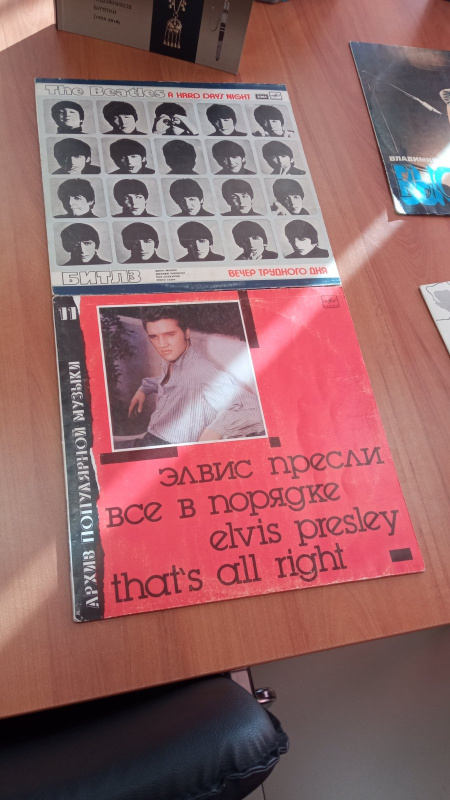 The Beatles A HARD DAY'S NIGHT
БИТЛЗ
ВЕЧЕР ТРУДНОГО ДНЯ
ВЛАДИМИ
11
АРХИВ ПОПУЛЯРНОЙ МУЗЫКИ
элвис пресли
все в порядке
elvis presley
that's all right